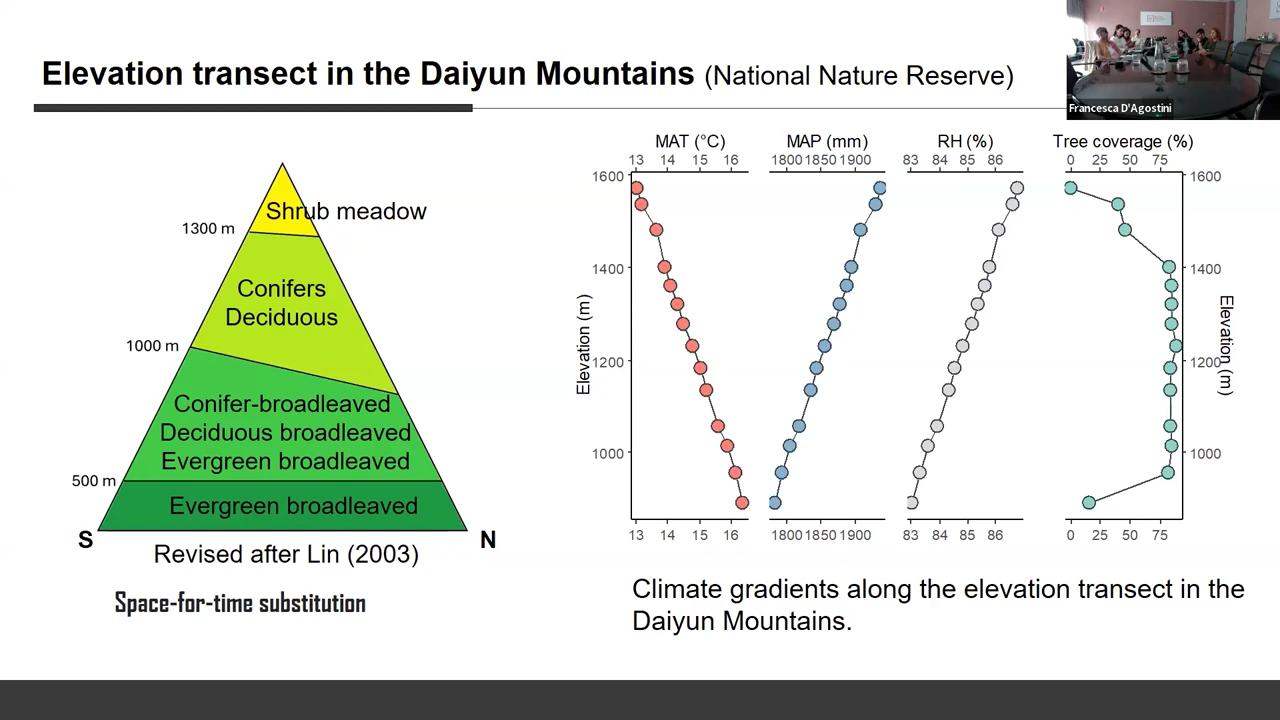 Elevation transect in the Daiyun Mountains (National Nature Reserve)
Francesca D'Agostini
Shrub meadow
1300 m
Conifers
Deciduous
1000 m
Conifer-broadleaved
Deciduous broadleaved
Evergreen broadleaved
500 m
Evergreen broadleaved
S
N
Revised after Lin (2003)
Space-for-time substitution
MAT (°C)
MAP (mm)
RH (%)
Tree coverage (%)
13 14 15 16
1800 1850 1900
83 84 85 86
0 25 50 75
1600
1400
1200
1000
Elevation (m)
1600
1400
1200
1000
Elevation (m)
13 14 15 16
1800 1850 1900
83 84 85 86
0 25 50 75
Climate gradients along the elevation transect in the
Daiyun Mountains.